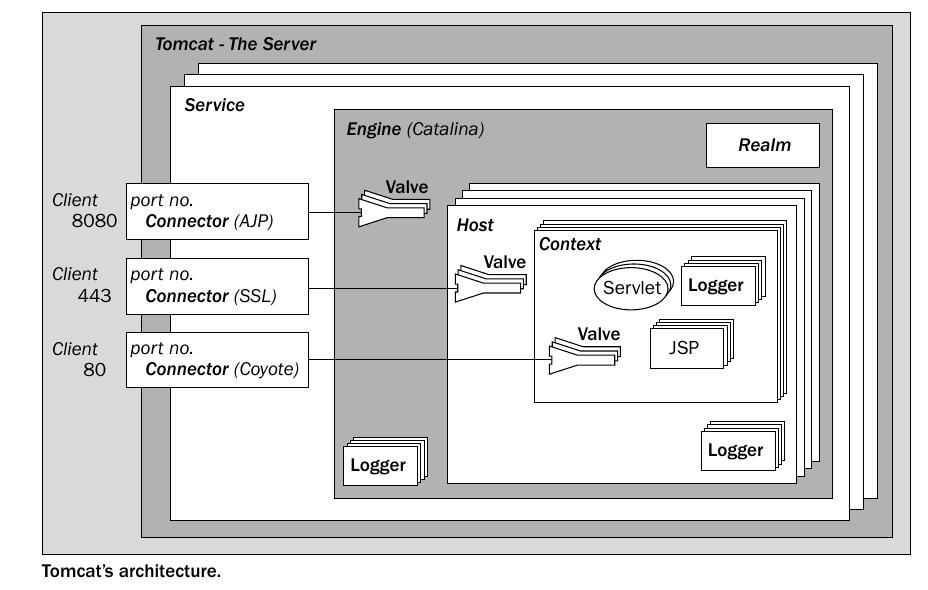 Tomcat - The Server
Service
Engine (Catalina)
Realm
Client
8080
port no.
Connector (AJP)
Valve
Host
Context
Client
443
port no.
Connector (SSL)
Valve
Servlet
Logger
Client
80
port no.
Connector (Coyote)
Valve
JSP
Logger
Logger
Tomcat's architecture.